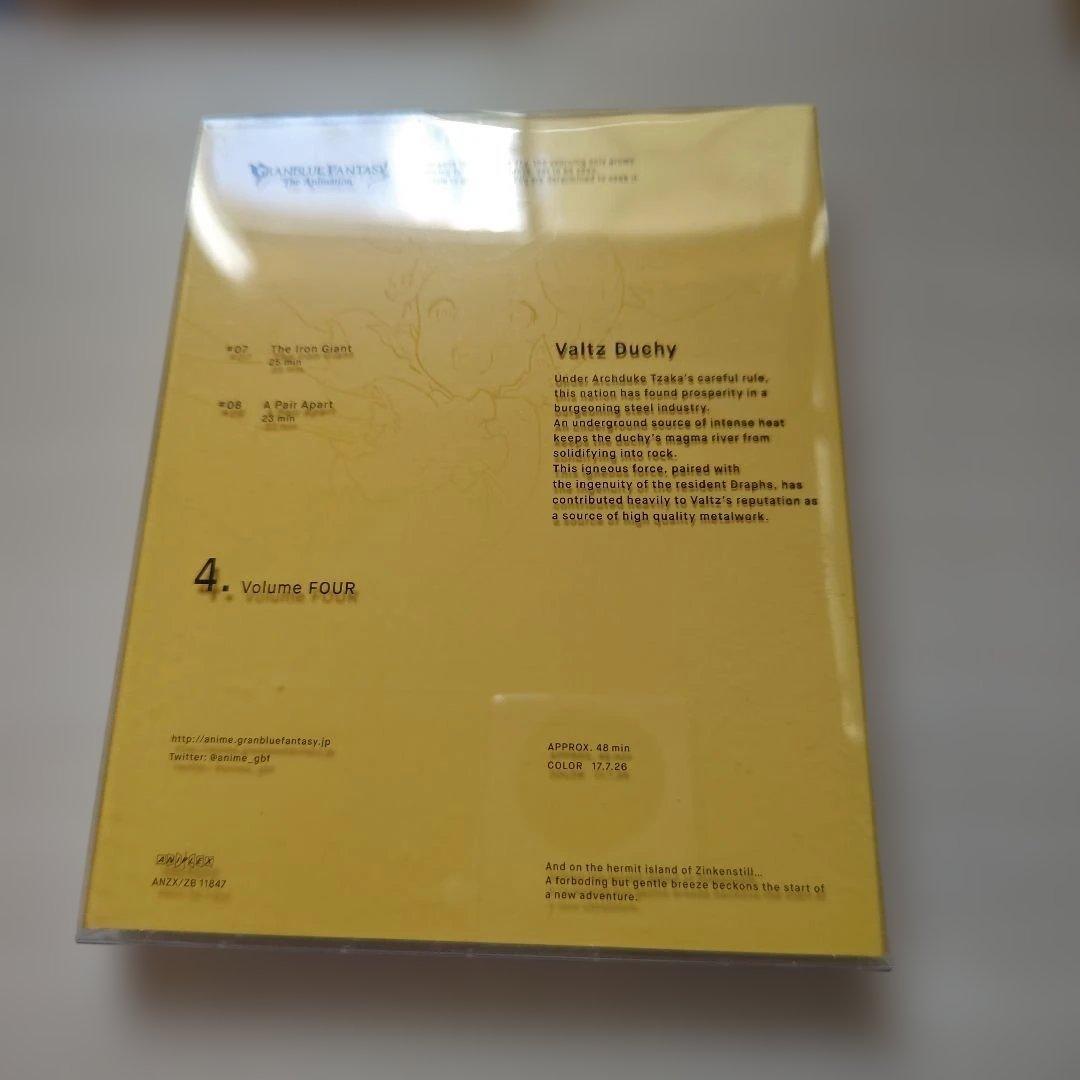 GRANBLUE FANTASY
The Animation
are determined to seek it.
#07 The Iron Giant
25 min
#08 A Pair Apart
23 min
Valtz Duchy
Under Archduke Tzaka's careful rule,
this nation has found prosperity in a
burgeoning steel industry.
An underground source of intense heat
keeps the duchy's magma river from
solidifying into rock.
This igneous force, paired with
the ingenuity of the resident Draphs, has
contributed heavily to Valtz's reputation as
a source of high quality metalwork.
4. Volume FOUR
http://anime.granbluefantasy.jp
Twitter: @anime_gbf
APPROX. 48 min
COLOR 17.7.26
ANIPLEX
ANZX/ZB 11847
And on the hermit island of Zinkenstill...
A forboding but gentle breeze beckons the start of
a new adventure.